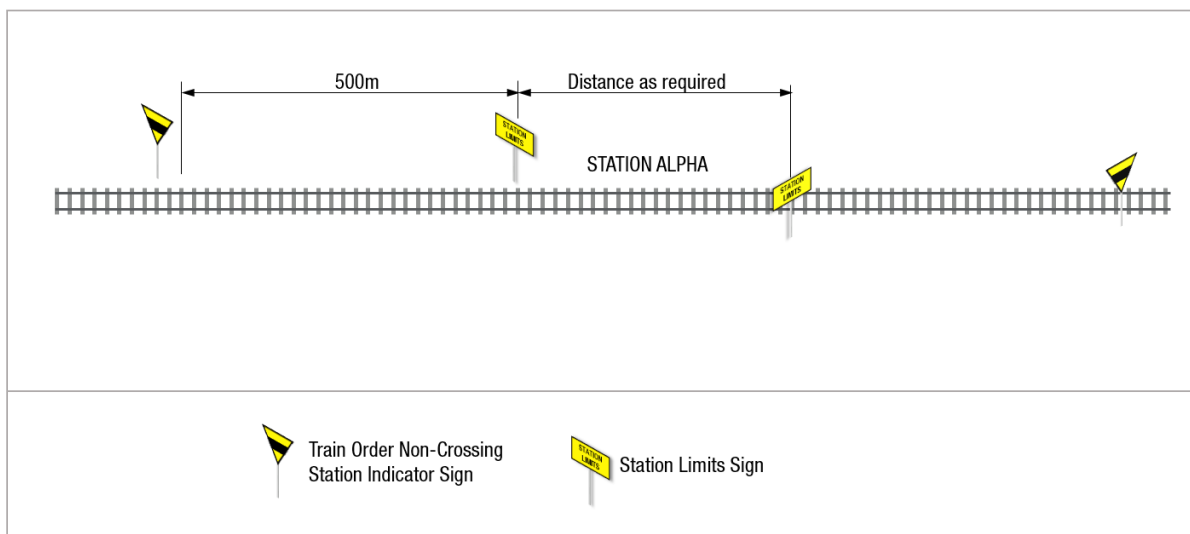 500m
Distance as required
STATION
LIMITS
STATION ALPHA
STATION
LIMITS
Train Order Non-Crossing
Station Indicator Sign
STATION
LIMITS
Station Limits Sign